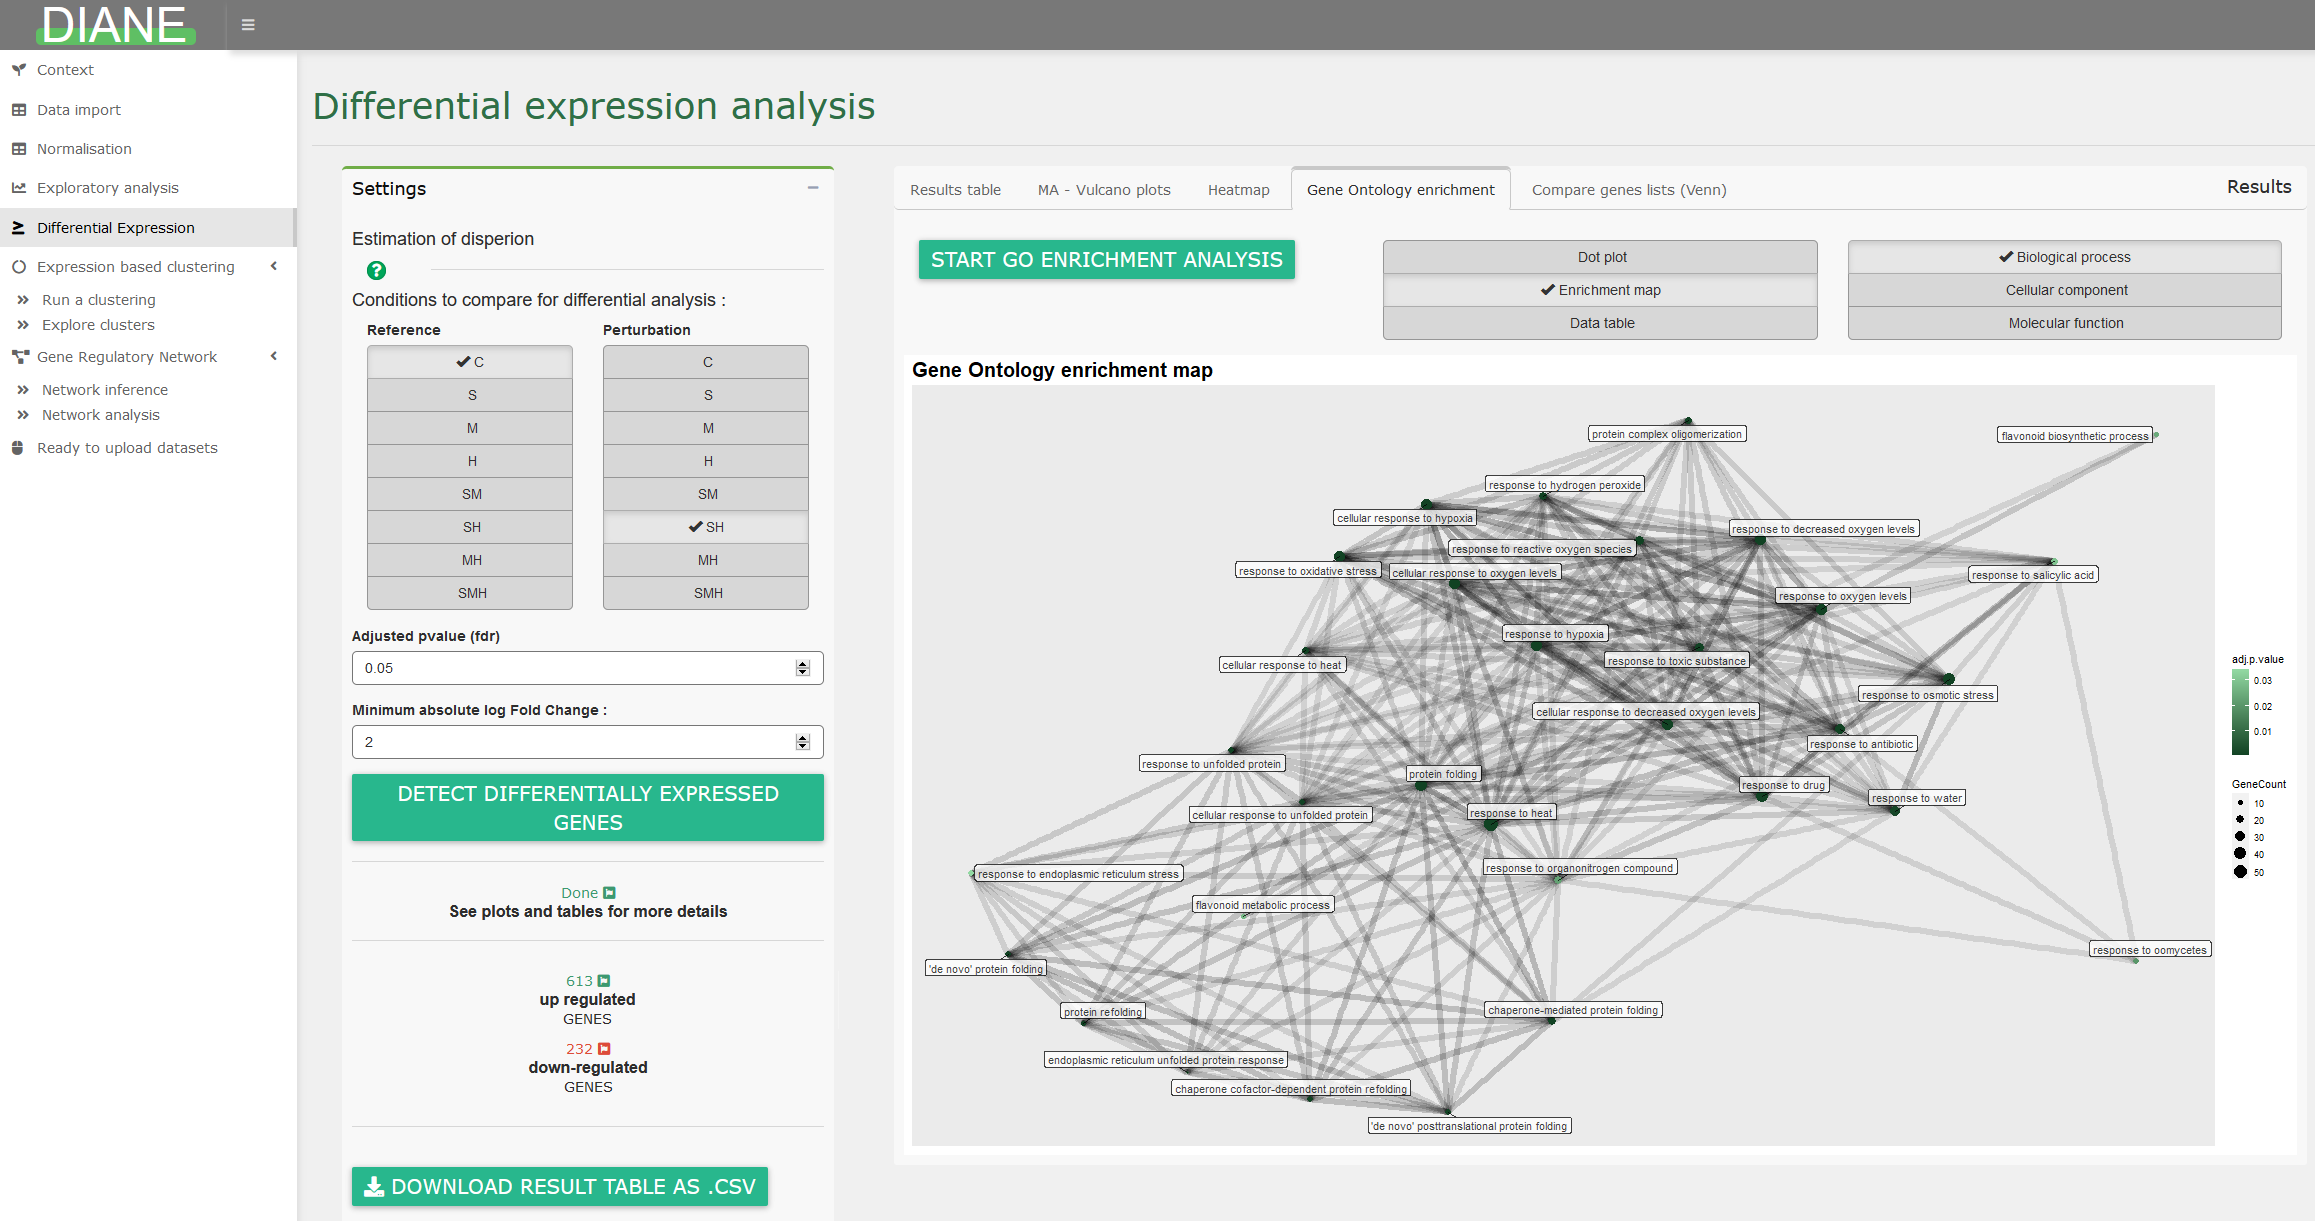 DIANE
Context
Data import
Normalisation
Exploratory analysis
Differential Expression
Expression based clustering
Run a clustering
Explore clusters
Gene Regulatory Network
Network inference
Network analysis
Ready to upload datasets
Differential expression analysis
Settings
Estimation of disperion
?
Conditions to compare for differential analysis :
Reference
C
S
M
H
SM
SH
MH
SMH
Perturbation
C
S
M
H
SM
SH
MH
SMH
Adjusted pvalue (fdr)
0.05
Minimum absolute log Fold Change :
2
DETECT DIFFERENTIALLY EXPRESSED
GENES
Done
See plots and tables for more details
613
up regulated
GENES
232
down-regulated
GENES
DOWNLOAD RESULT TABLE AS .CSV
Results table
MA - Vulcano plots
Heatmap
Gene Ontology enrichment
Compare genes lists (Venn)
Results
START GO ENRICHMENT ANALYSIS
Dot plot
Enrichment map
Data table
Biological process
Cellular component
Molecular function
Gene Ontology enrichment map
protein complex oligomerization
flavonoid biosynthetic process
response to hydrogen peroxide
cellular response to hypoxia
response to decreased oxygen levels
response to reactive oxygen species
response to oxidative stress
cellular response to oxygen levels
response to salicylic acid
response to oxygen levels
response to hypoxia
response to toxic substance
cellular response to heat
response to osmotic stress
cellular response to decreased oxygen levels
response to antibiotic
response to unfolded protein
protein folding
response to drug
response to water
cellular response to unfolded protein
response to heat
response to organonitrogen compound
response to endoplasmic reticulum stress
flavonoid metabolic process
response to oomycetes
'de novo' protein folding
protein refolding
chaperone-mediated protein folding
endoplasmic reticulum unfolded protein response
chaperone cofactor-dependent protein refolding
'de novo' posttranslational protein folding
adj.p.value
0.03
0.02
0.01
GeneCount
10
20
30
40
50